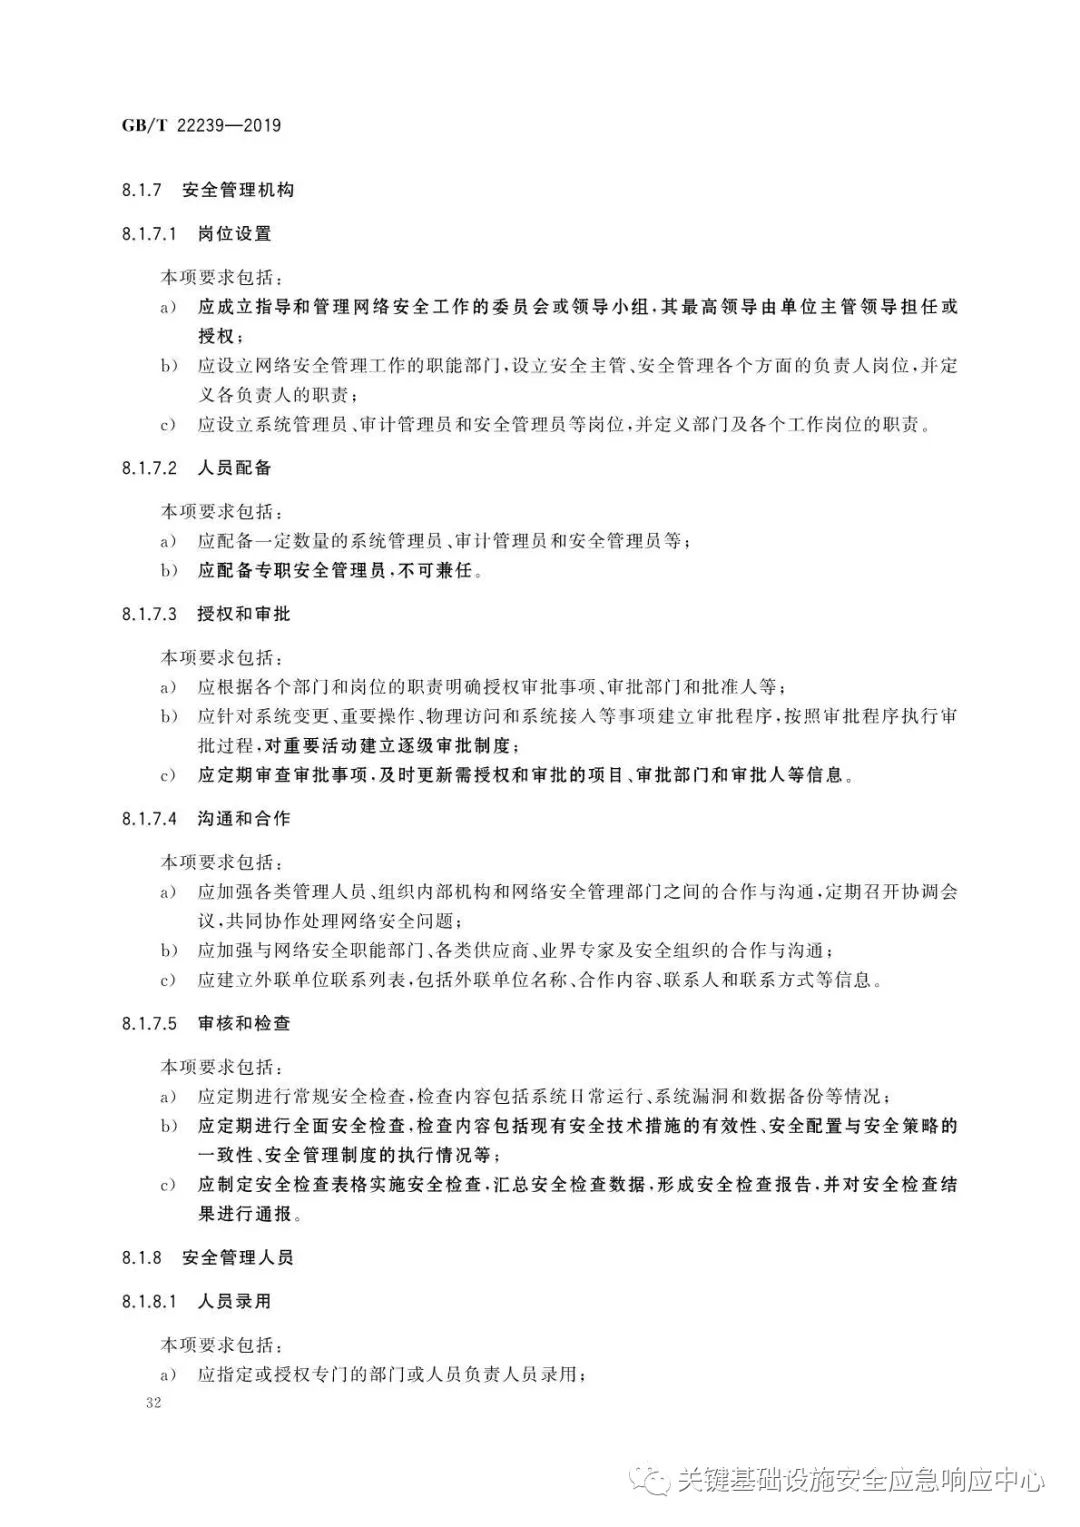 GB/T 22239—2019
8.1.7 安全管理机构
8.1.7.1 岗位设置
本项要求包括：
a) 应成立指导和管理网络安全工作的委员会或领导小组，其最高领导由单位主管领导担任或
授权；
b) 应设立网络安全管理工作的职能部门，设立安全主管、安全管理各个方面的负责人岗位，并定
义各负责人的职责；
c) 应设立系统管理员、审计管理员和安全管理员等岗位，并定义部门及各个工作岗位的职责。
8.1.7.2 人员配备
本项要求包括：
a) 应配备一定数量的系统管理员、审计管理员和安全管理员等；
b) 应配备专职安全管理员，不可兼任。
8.1.7.3 授权和审批
本项要求包括：
a) 应根据各个部门和岗位的职责明确授权审批事项、审批部门和批准人等；
b) 应针对系统变更、重要操作、物理访问和系统接入等事项建立审批程序，按照审批程序执行审
批过程，对重要活动建立逐级审批制度；
c) 应定期审查审批事项，及时更新需授权和审批的项目、审批部门和审批人等信息。
8.1.7.4 沟通和合作
本项要求包括：
a) 应加强各类管理人员、组织内部机构和网络安全管理部门之间的合作与沟通，定期召开协调会
议，共同协作处理网络安全问题；
b) 应加强与网络安全职能部门、各类供应商、业界专家及安全组织的合作与沟通；
c) 应建立外联单位联系列表，包括外联单位名称、合作内容、联系人和联系方式等信息。
8.1.7.5 审核和检查
本项要求包括：
a) 应定期进行常规安全检查，检查内容包括系统日常运行、系统漏洞和数据备份等情况；
b) 应定期进行全面安全检查，检查内容包括现有安全技术措施的有效性、安全配置与安全策略的
一致性、安全管理制度的执行情况等；
c) 应制定安全检查表格实施安全检查，汇总安全检查数据，形成安全检查报告，并对安全检查结
果进行通报。
8.1.8 安全管理人员
8.1.8.1 人员录用
本项要求包括：
a) 应指定或授权专门的部门或人员负责人员录用；
32
关键基础设施安全应急响应中心